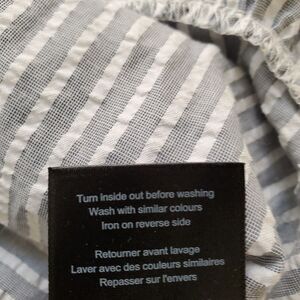 Turn inside out before washing
Wash with similar colours
Iron on reverse side
Retourner avant lavage
Laver avec des couleurs similaires
Repasser sur l'envers